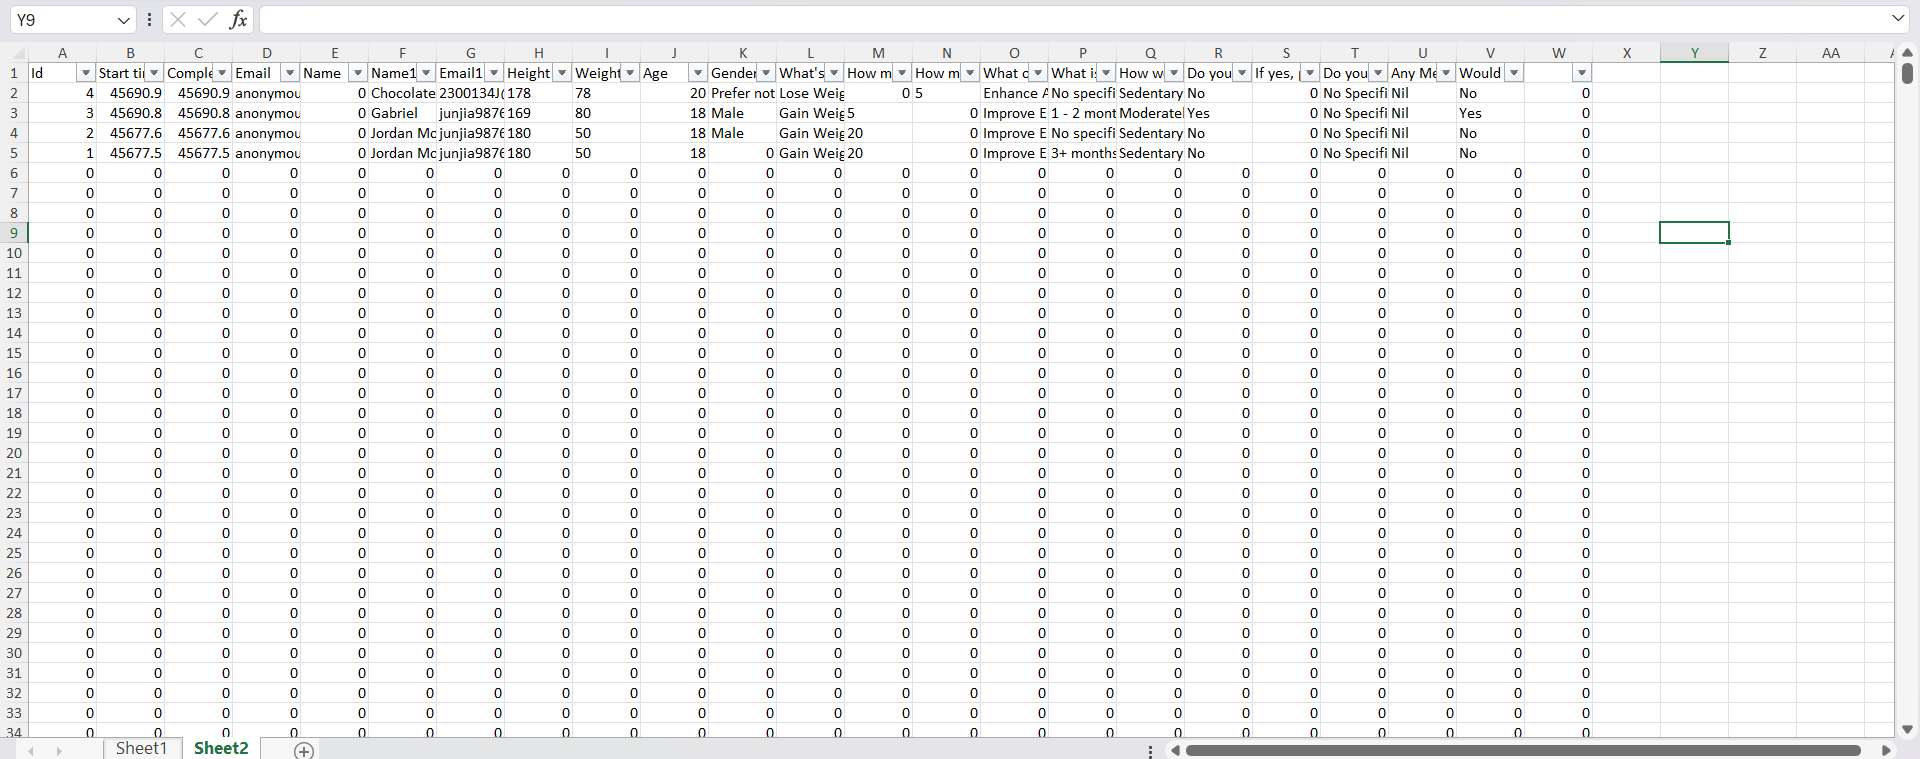 Y9 fx
A B C D E F G H I J K L M N O P Q R S T U V W X Y Z AA
1 Id Start ti Comple Email Name Name1 Email1 Height Weight Age Gender What's How m How m What c What is How w Do you If yes, Do you Any Me Would
2 4 45690.9 45690.9 anonymou 0 Chocolate 2300134J( 178 78 20 Prefer not Lose Weig 0 5 Enhance A No specifi Sedentary No 0 No Specifi Nil No 0
3 3 45690.8 45690.8 anonymou 0 Gabriel junjia9876 169 80 18 Male Gain Weig 5 0 Improve E 1 - 2 mont Moderatel Yes 0 No Specifi Nil Yes 0
4 2 45677.6 45677.6 anonymou 0 Jordan Mc junjia9876 180 50 18 Male Gain Weig 20 0 Improve E No specifi Sedentary No 0 No Specifi Nil No 0
5 1 45677.5 45677.5 anonymou 0 Jordan Mc junjia9876 180 50 18 0 Gain Weig 20 0 Improve E 3+ months Sedentary No 0 No Specifi Nil No 0
6 0 0 0 0 0 0 0 0 0 0 0 0 0 0 0 0 0 0 0 0 0 0 0
7 0 0 0 0 0 0 0 0 0 0 0 0 0 0 0 0 0 0 0 0 0 0 0
8 0 0 0 0 0 0 0 0 0 0 0 0 0 0 0 0 0 0 0 0 0 0 0
9 0 0 0 0 0 0 0 0 0 0 0 0 0 0 0 0 0 0 0 0 0 0 0
10 0 0 0 0 0 0 0 0 0 0 0 0 0 0 0 0 0 0 0 0 0 0 0
11 0 0 0 0 0 0 0 0 0 0 0 0 0 0 0 0 0 0 0 0 0 0 0
12 0 0 0 0 0 0 0 0 0 0 0 0 0 0 0 0 0 0 0 0 0 0 0
13 0 0 0 0 0 0 0 0 0 0 0 0 0 0 0 0 0 0 0 0 0 0 0
14 0 0 0 0 0 0 0 0 0 0 0 0 0 0 0 0 0 0 0 0 0 0 0
15 0 0 0 0 0 0 0 0 0 0 0 0 0 0 0 0 0 0 0 0 0 0 0
16 0 0 0 0 0 0 0 0 0 0 0 0 0 0 0 0 0 0 0 0 0 0 0
17 0 0 0 0 0 0 0 0 0 0 0 0 0 0 0 0 0 0 0 0 0 0 0
18 0 0 0 0 0 0 0 0 0 0 0 0 0 0 0 0 0 0 0 0 0 0 0
19 0 0 0 0 0 0 0 0 0 0 0 0 0 0 0 0 0 0 0 0 0 0 0
20 0 0 0 0 0 0 0 0 0 0 0 0 0 0 0 0 0 0 0 0 0 0 0
21 0 0 0 0 0 0 0 0 0 0 0 0 0 0 0 0 0 0 0 0 0 0 0
22 0 0 0 0 0 0 0 0 0 0 0 0 0 0 0 0 0 0 0 0 0 0 0
23 0 0 0 0 0 0 0 0 0 0 0 0 0 0 0 0 0 0 0 0 0 0 0
24 0 0 0 0 0 0 0 0 0 0 0 0 0 0 0 0 0 0 0 0 0 0 0
25 0 0 0 0 0 0 0 0 0 0 0 0 0 0 0 0 0 0 0 0 0 0 0
26 0 0 0 0 0 0 0 0 0 0 0 0 0 0 0 0 0 0 0 0 0 0 0
27 0 0 0 0 0 0 0 0 0 0 0 0 0 0 0 0 0 0 0 0 0 0 0
28 0 0 0 0 0 0 0 0 0 0 0 0 0 0 0 0 0 0 0 0 0 0 0
29 0 0 0 0 0 0 0 0 0 0 0 0 0 0 0 0 0 0 0 0 0 0 0
30 0 0 0 0 0 0 0 0 0 0 0 0 0 0 0 0 0 0 0 0 0 0 0
31 0 0 0 0 0 0 0 0 0 0 0 0 0 0 0 0 0 0 0 0 0 0 0
32 0 0 0 0 0 0 0 0 0 0 0 0 0 0 0 0 0 0 0 0 0 0 0
33 0 0 0 0 0 0 0 0 0 0 0 0 0 0 0 0 0 0 0 0 0 0 0
34 0 0 0 0 0 0 0 0 0 0 0 0 0 0 0 0 0 0 0 0 0 0 0
Sheet1 Sheet2